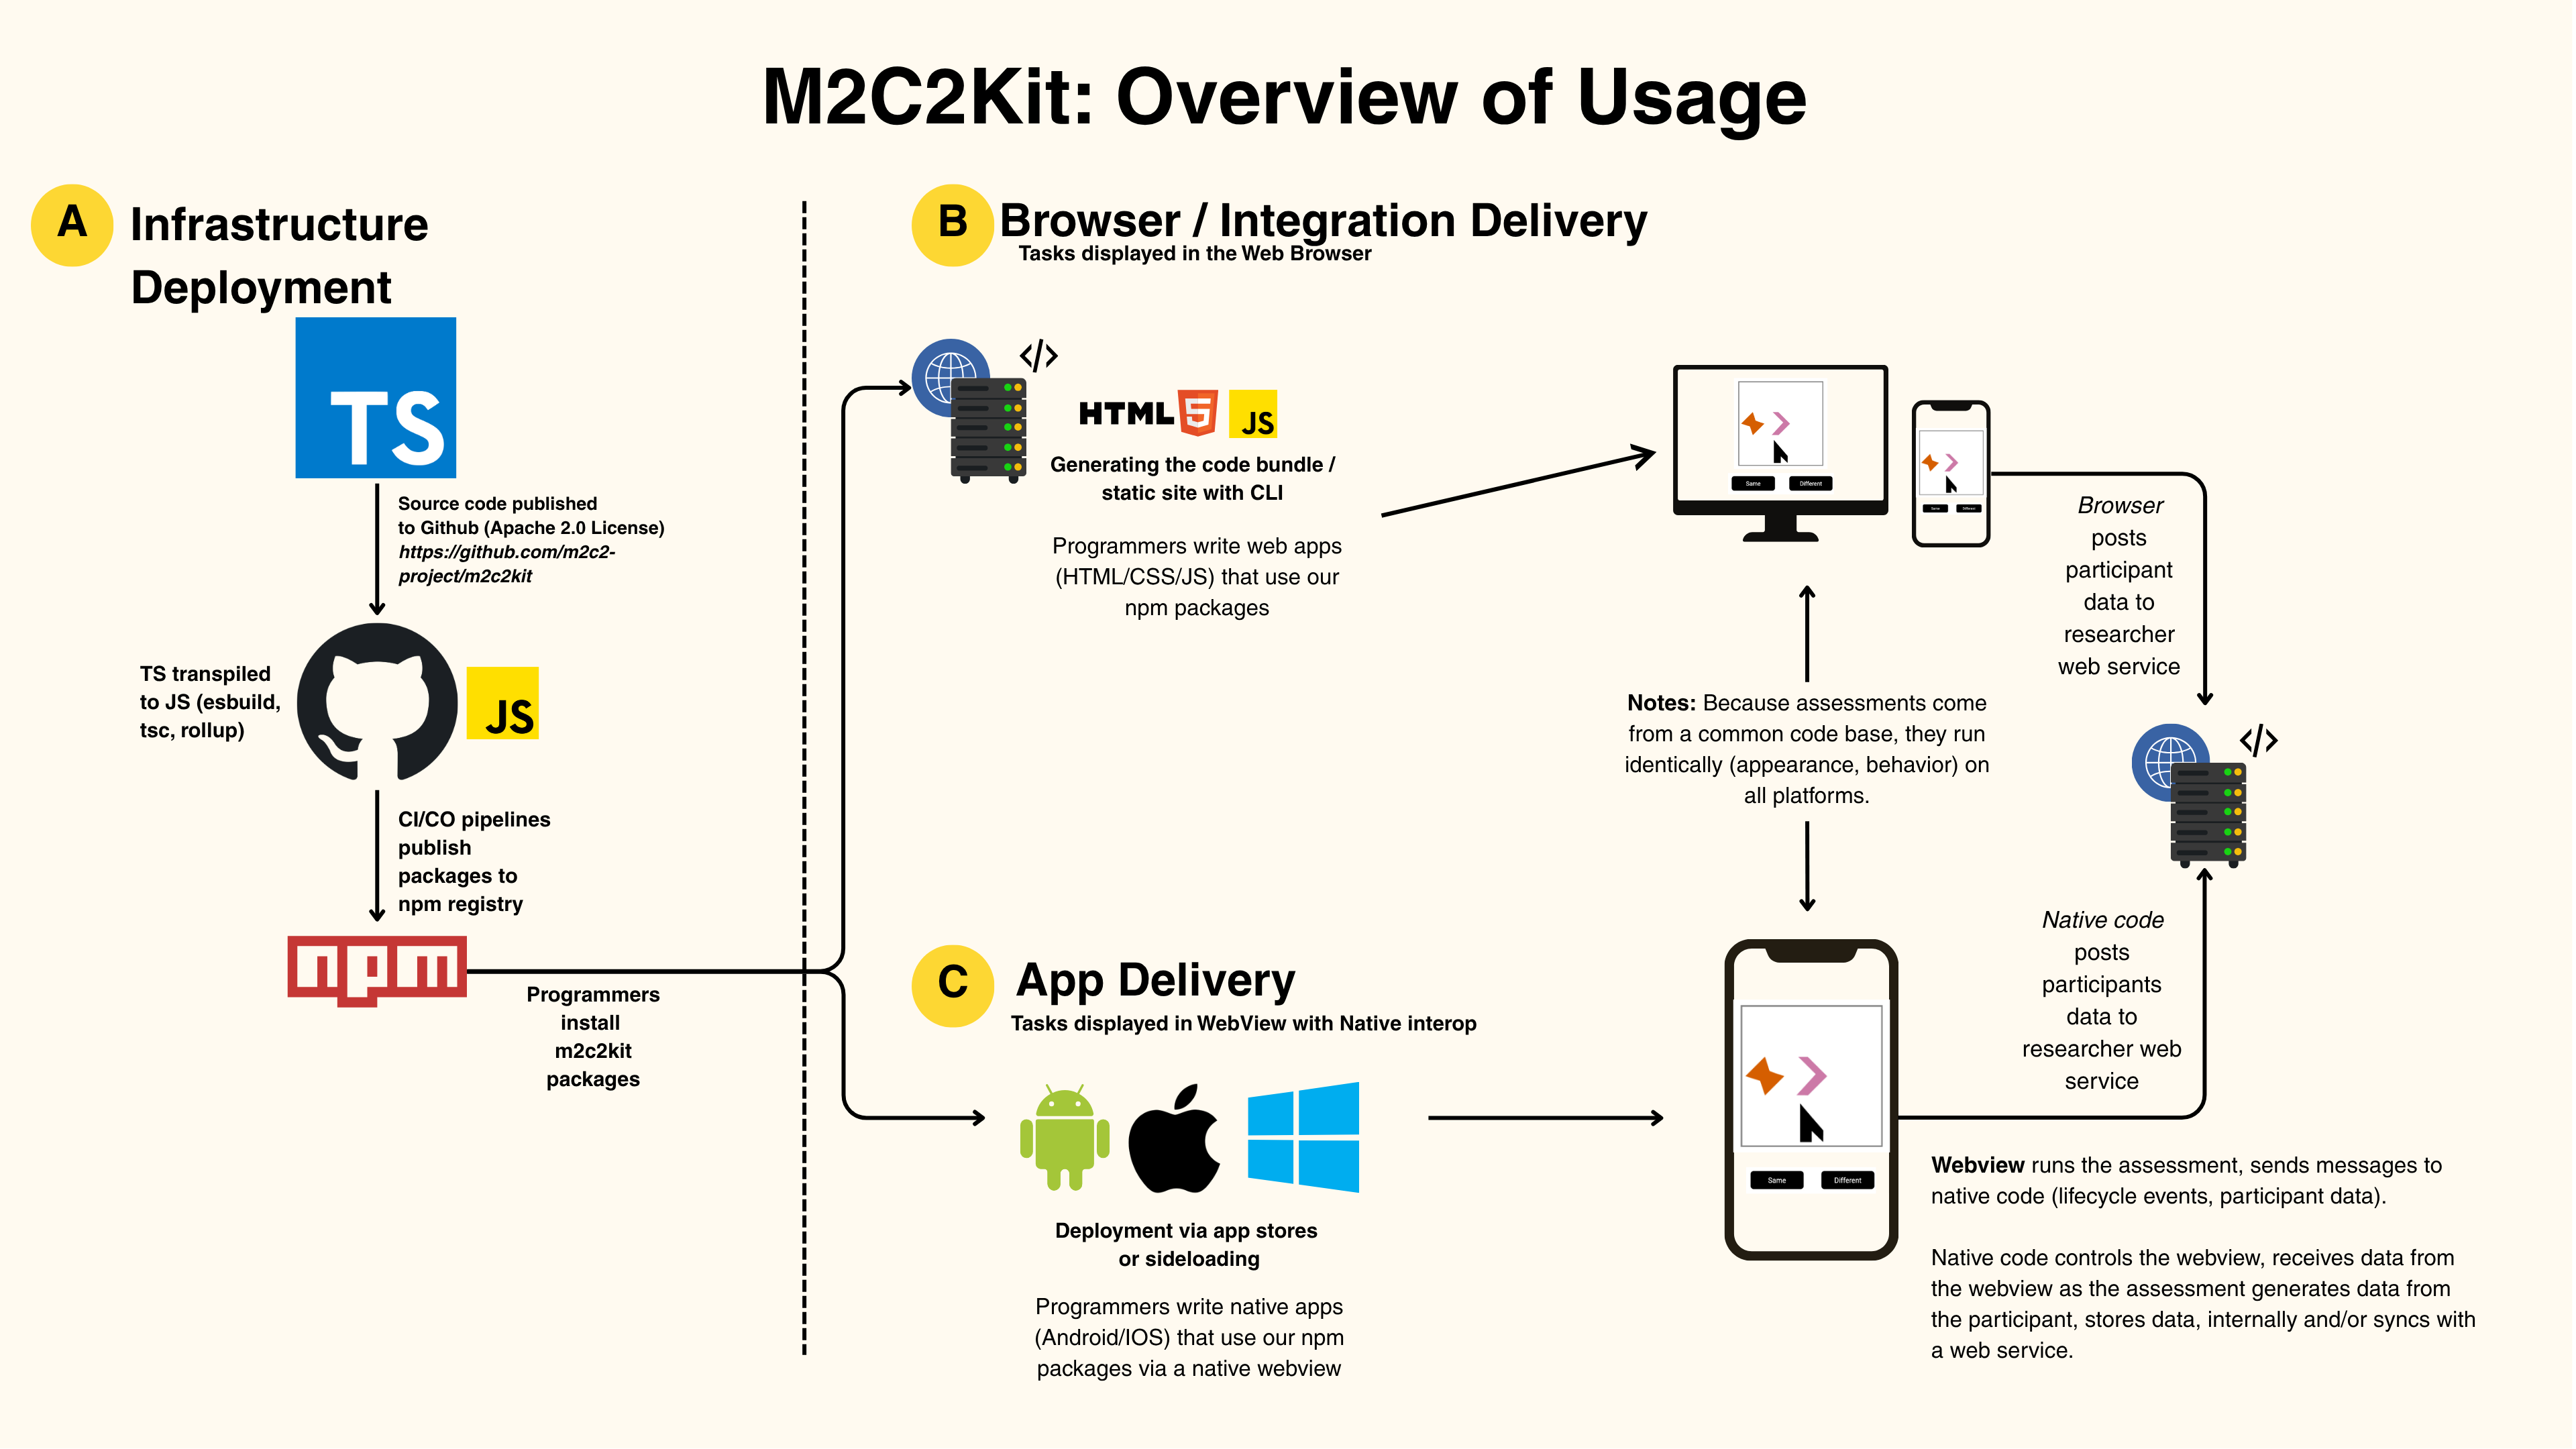 M2C2Kit: Overview of Usage
A
Infrastructure
Deployment
TS
Source code published
to Github (Apache 2.0 License)
https://github.com/m2c2-
project/m2c2kit
TS transpiled
to JS (esbuild,
tsc, rollup)
JS
CI/CO pipelines
publish
packages to
npm registry
npm
Programmers
install
m2c2kit
packages
B
Browser / Integration Delivery
Tasks displayed in the Web Browser
</>
HTML 5 JS
Generating the code bundle /
static site with CLI
Programmers write web apps
(HTML/CSS/JS) that use our
npm packages
Same Different
Same Different
Browser
posts
participant
data to
researcher
web service
Notes: Because assessments come
from a common code base, they run
identically (appearance, behavior) on
all platforms.
</>
C
App Delivery
Tasks displayed in WebView with Native interop
Deployment via app stores
or sideloading
Programmers write native apps
(Android/IOS) that use our npm
packages via a native webview
Same Different
Native code
posts
participants
data to
researcher web
service
Webview runs the assessment, sends messages to
native code (lifecycle events, participant data).
Native code controls the webview, receives data from
the webview as the assessment generates data from
the participant, stores data, internally and/or syncs with
a web service.